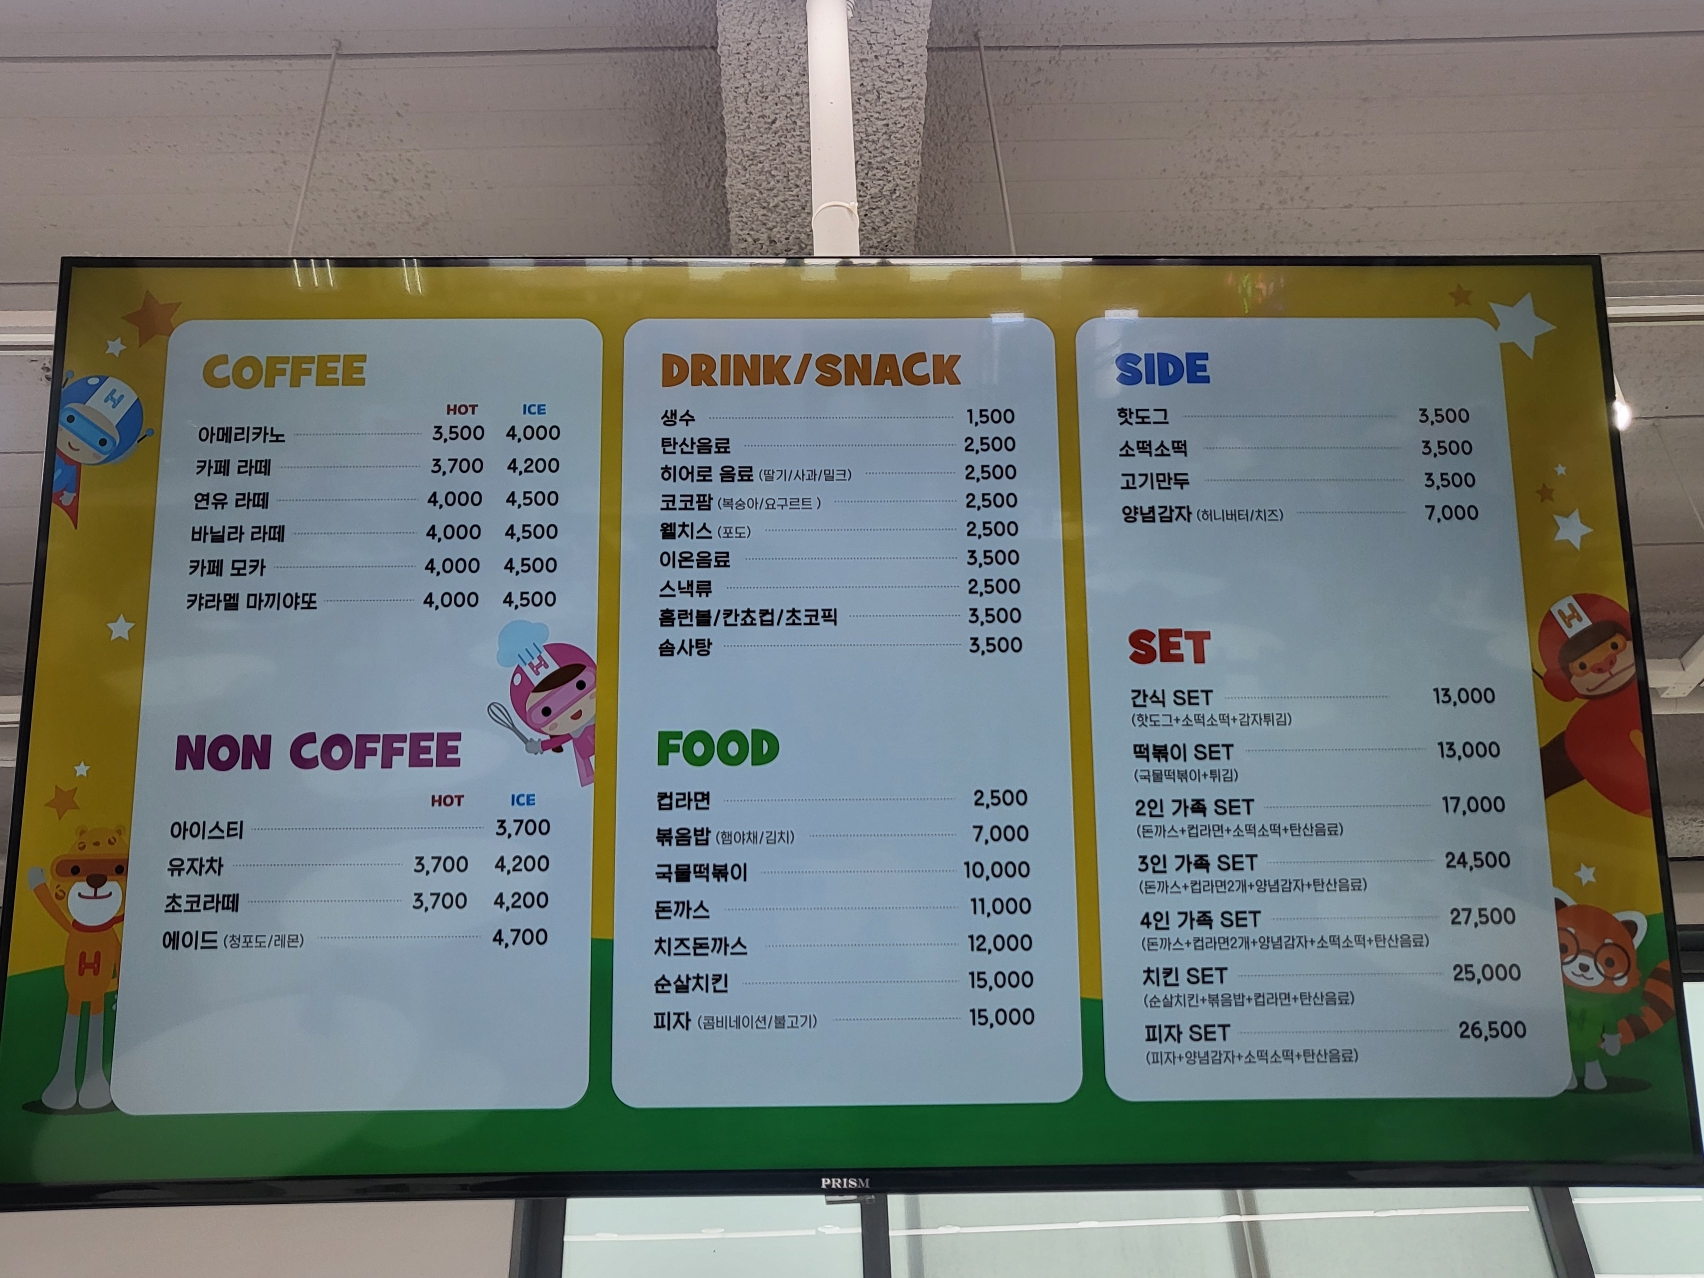 COFFEE
HOT ICE
아메리카노 3,500 4,000
카페 라떼 3,700 4,200
연유 라떼 4,000 4,500
바닐라 라떼 4,000 4,500
카페 모카 4,000 4,500
캬라멜 마끼야또 4,000 4,500
NON COFFEE
HOT ICE
아이스티 3,700
유자차 3,700 4,200
초코라떼 3,700 4,200
에이드 (청포도/레몬) 4,700
DRINK/SNACK
생수 1,500
탄산음료 2,500
히어로 음료 (딸기/사과/밀크) 2,500
코코팜 (복숭아/요구르트 ) 2,500
웰치스 (포도) 2,500
이온음료 3,500
스낵류 2,500
홈런볼/칸쵸컵/초코픽 3,500
솜사탕 3,500
FOOD
컵라면 2,500
볶음밥 (햄야채/김치) 7,000
국물떡볶이 10,000
돈까스 11,000
치즈돈까스 12,000
순살치킨 15,000
피자 (콤비네이션/불고기) 15,000
SIDE
핫도그 3,500
소떡소떡 3,500
고기만두 3,500
양념감자 (허니버터/치즈) 7,000
SET
간식 SET 13,000
(핫도그+소떡소떡+감자튀김)
떡볶이 SET 13,000
(국물떡볶이+튀김)
2인 가족 SET 17,000
(돈까스+컵라면+소떡소떡+탄산음료)
3인 가족 SET 24,500
(돈까스+컵라면2개+양념감자+탄산음료)
4인 가족 SET 27,500
(돈까스+컵라면2개+양념감자+소떡소떡+탄산음료)
치킨 SET 25,000
(순살치킨+볶음밥+컵라면+탄산음료)
피자 SET 26,500
(피자+양념감자+소떡소떡+탄산음료)
H
H
H
H
PRISM